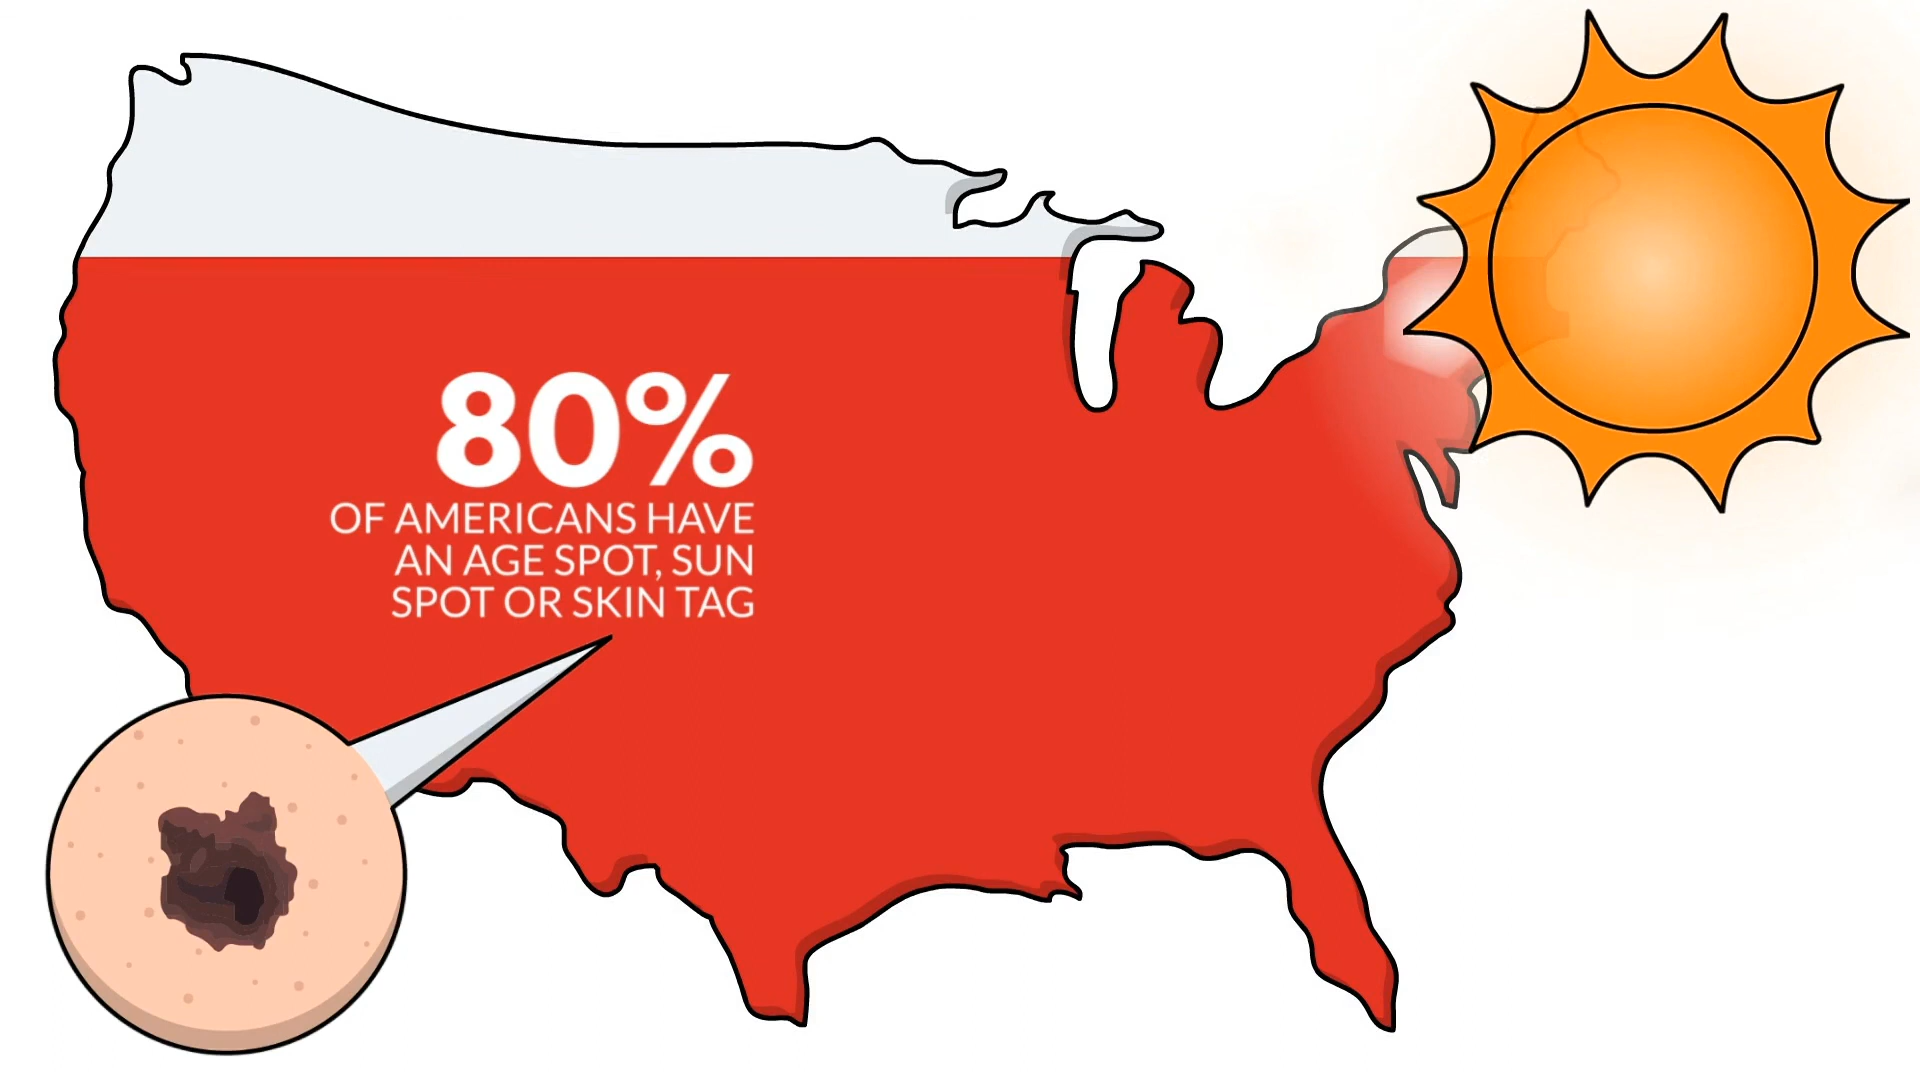 80%
OF AMERICANS HAVE
AN AGE SPOT, SUN
SPOT OR SKIN TAG